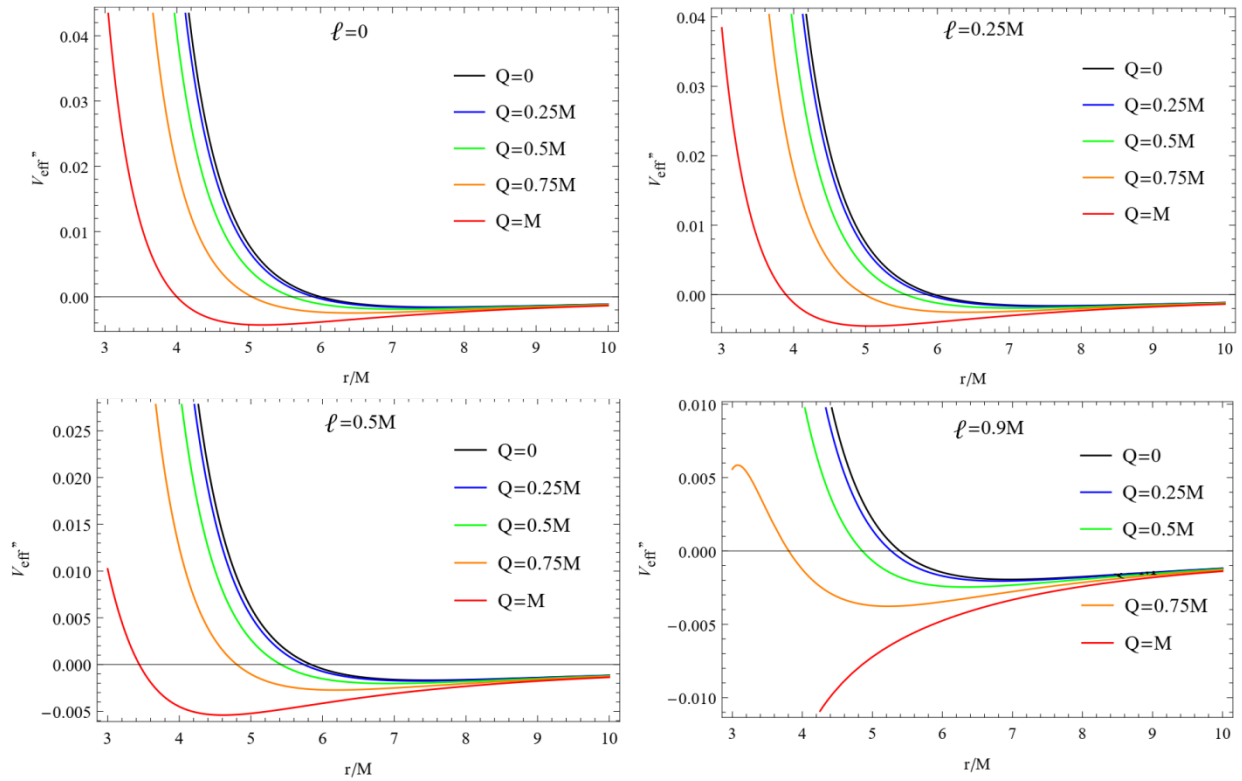 ℓ=0
0.04
0.03
0.02
0.01
0.00
V_eff”
Q=0
Q=0.25M
Q=0.5M
Q=0.75M
Q=M
3 4 5 6 7 8 9 10
r/M
ℓ=0.25M
0.04
0.03
0.02
0.01
0.00
V_eff”
Q=0
Q=0.25M
Q=0.5M
Q=0.75M
Q=M
3 4 5 6 7 8 9 10
r/M
ℓ=0.5M
0.025
0.020
0.015
0.010
0.005
0.000
−0.005
V_eff”
Q=0
Q=0.25M
Q=0.5M
Q=0.75M
Q=M
3 4 5 6 7 8 9 10
r/M
ℓ=0.9M
0.010
0.005
0.000
−0.005
−0.010
V_eff”
Q=0
Q=0.25M
Q=0.5M
Q=0.75M
Q=M
3 4 5 6 7 8 9 10
r/M